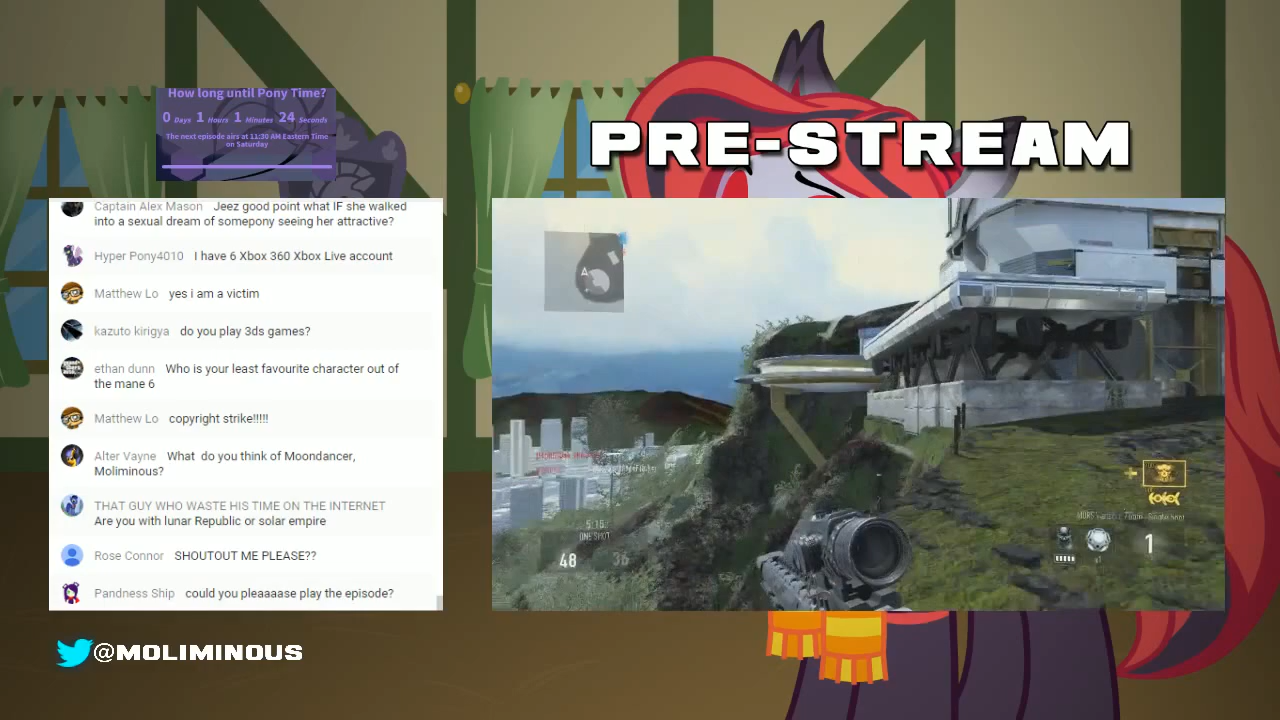 How long until Pony Time?
0 Days 1 Hours 1 Minutes 24 Seconds
The next episode airs at 11:30 AM Eastern Time
on Saturday
PRE-STREAM
Captain Alex Mason Jeez good point what IF she walked
into a sexual dream of somepony seeing her attractive?
Hyper Pony4010 I have 6 Xbox 360 Xbox Live account
Matthew Lo yes i am a victim
kazuto kirigya do you play 3ds games?
ethan dunn Who is your least favourite character out of
the mane 6
Matthew Lo copyright strike!!!!!
Alter Vayne What do you think of Moondancer,
Moliminous?
THAT GUY WHO WASTE HIS TIME ON THE INTERNET
Are you with lunar Republic or solar empire
Rose Connor SHOUTOUT ME PLEASE??
Pandness Ship could you pleaaaase play the episode?
A
5:15
ONE SHOT
48 36
1
x1
@MOLIMINOUS